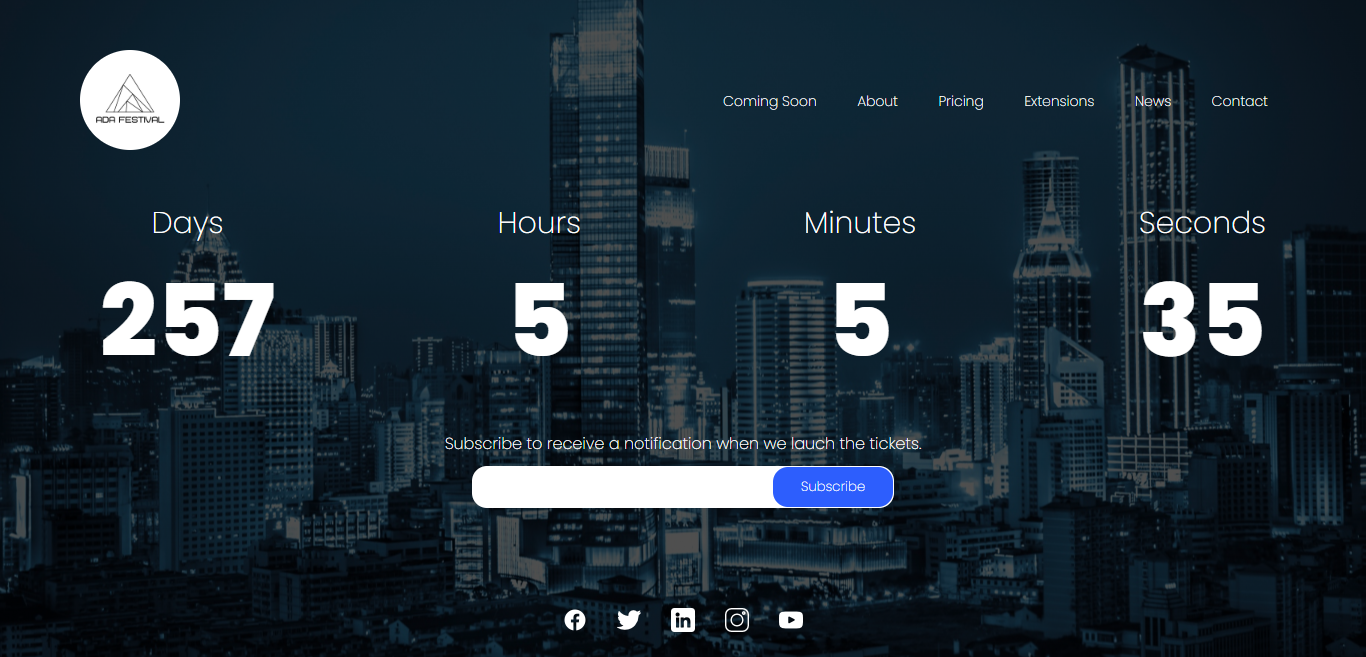 ADA FESTIVAL
Coming Soon About Pricing Extensions News Contact
Days Hours Minutes Seconds
257 5 5 35
Subscribe to receive a notification when we lauch the tickets.
Subscribe